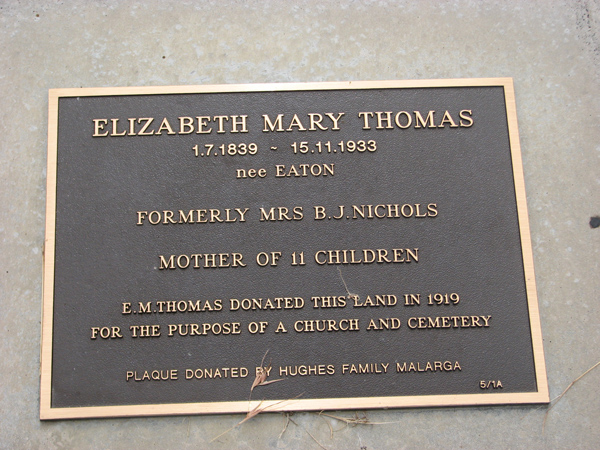 ELIZABETH MARY THOMAS
1.7.1839 ~ 15.11.1933
nee EATON
FORMERLY MRS B.J.NICHOLS
MOTHER OF 11 CHILDREN
E.M.THOMAS DONATED THIS LAND IN 1919
FOR THE PURPOSE OF A CHURCH AND CEMETERY
PLAQUE DONATED BY HUGHES FAMILY MALARGA
5/1A